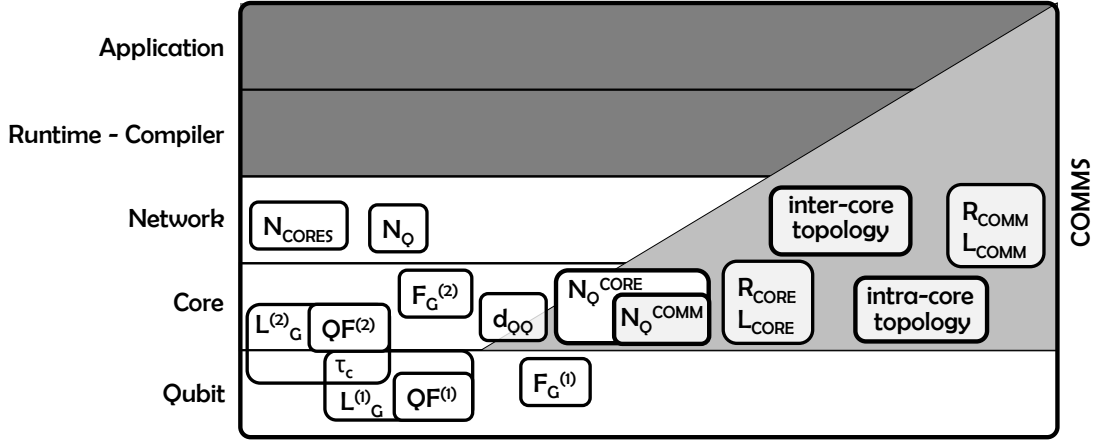 Application
Runtime - Compiler
Network
N_CORES
N_Q
inter-core
topology
R_COMM
L_COMM
COMMS
Core
F_G^(2)
d_QQ
N_Q^CORE
N_Q^COMM
R_CORE
L_CORE
intra-core
topology
L^(2)_G
QF^(2)
τ_c
Qubit
L^(1)_G
QF^(1)
F_G^(1)